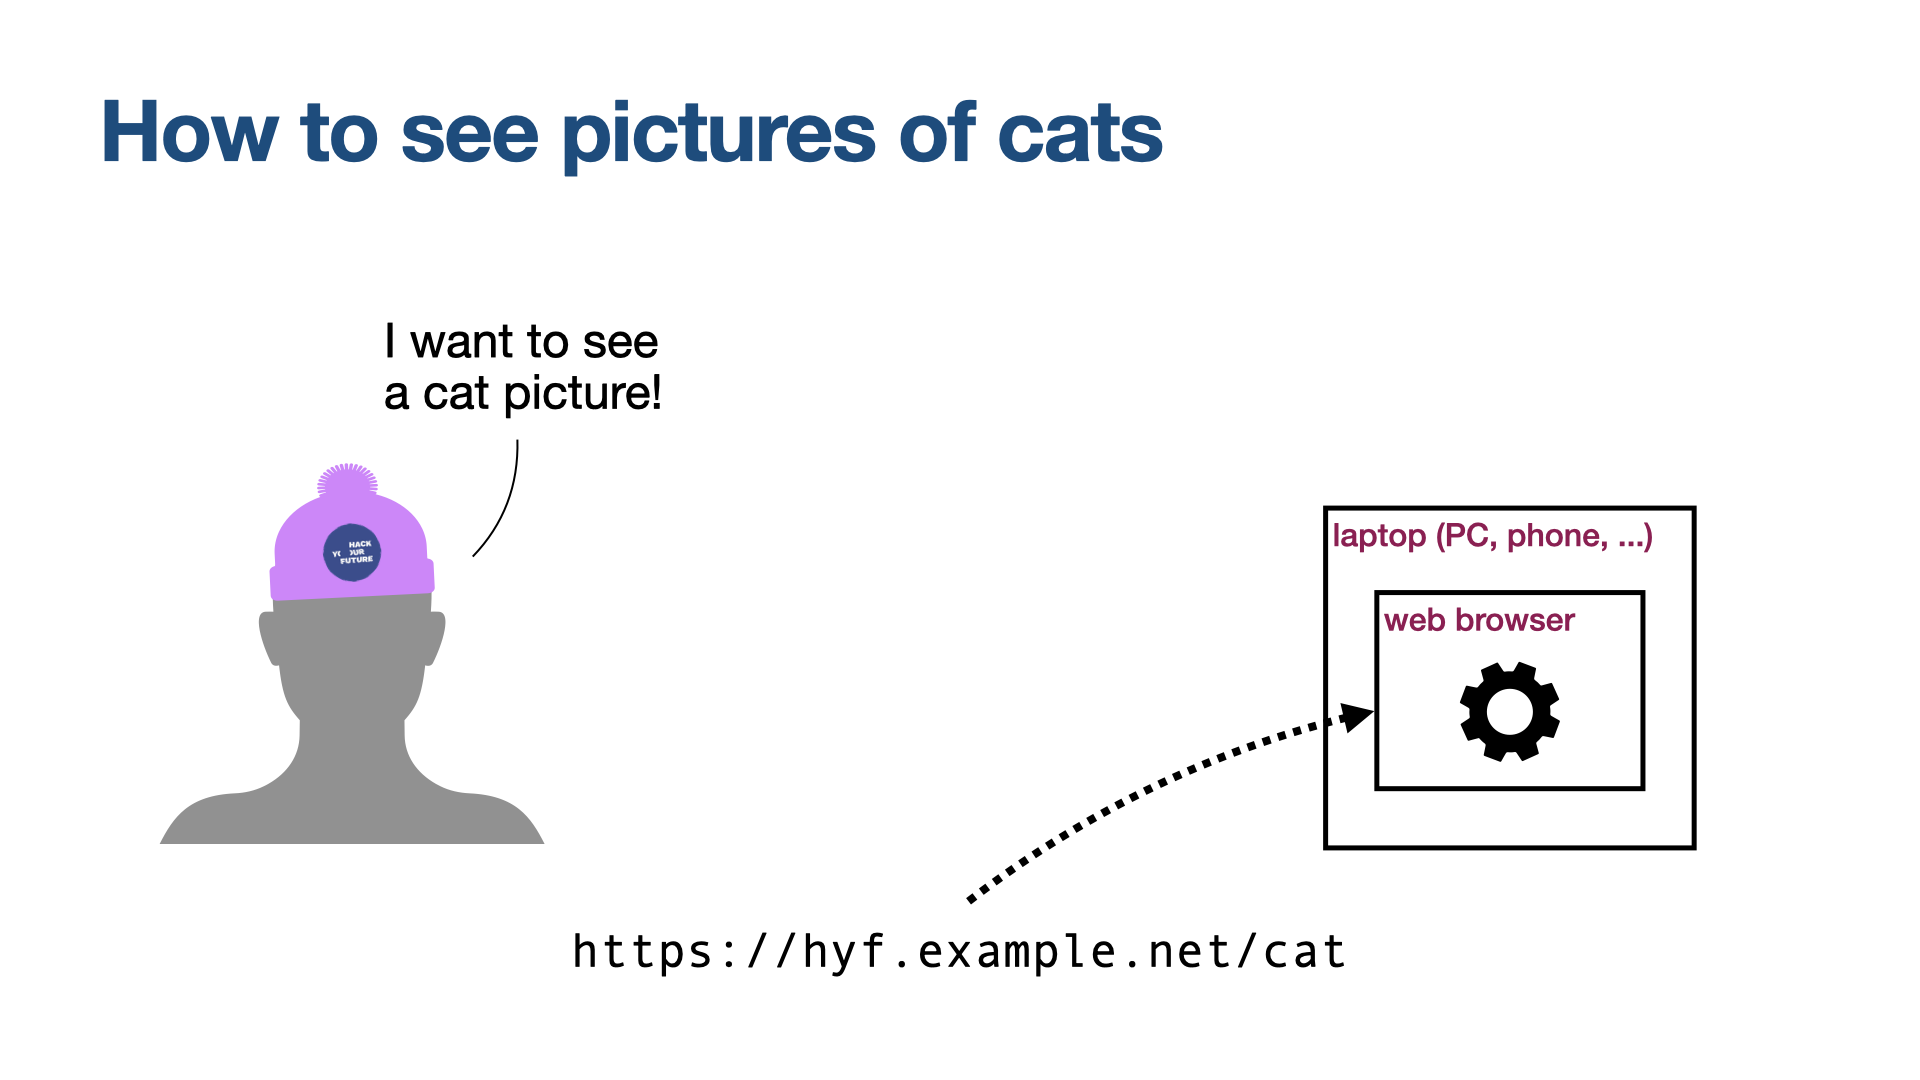 How to see pictures of cats
I want to see
a cat picture!
HACK
YOUR
FUTURE
laptop (PC, phone, ...)
web browser
https://hyf.example.net/cat